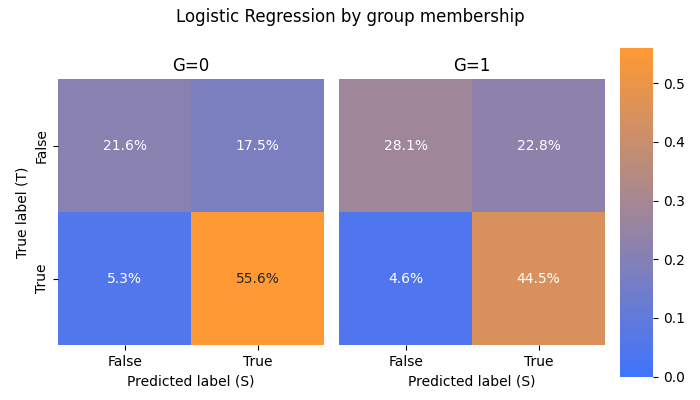 Logistic Regression by group membership
G=0
G=1
True label (T)
False
True
21.6%
17.5%
5.3%
55.6%
28.1%
22.8%
4.6%
44.5%
False
True
False
True
Predicted label (S)
Predicted label (S)
0.5
0.4
0.3
0.2
0.1
0.0